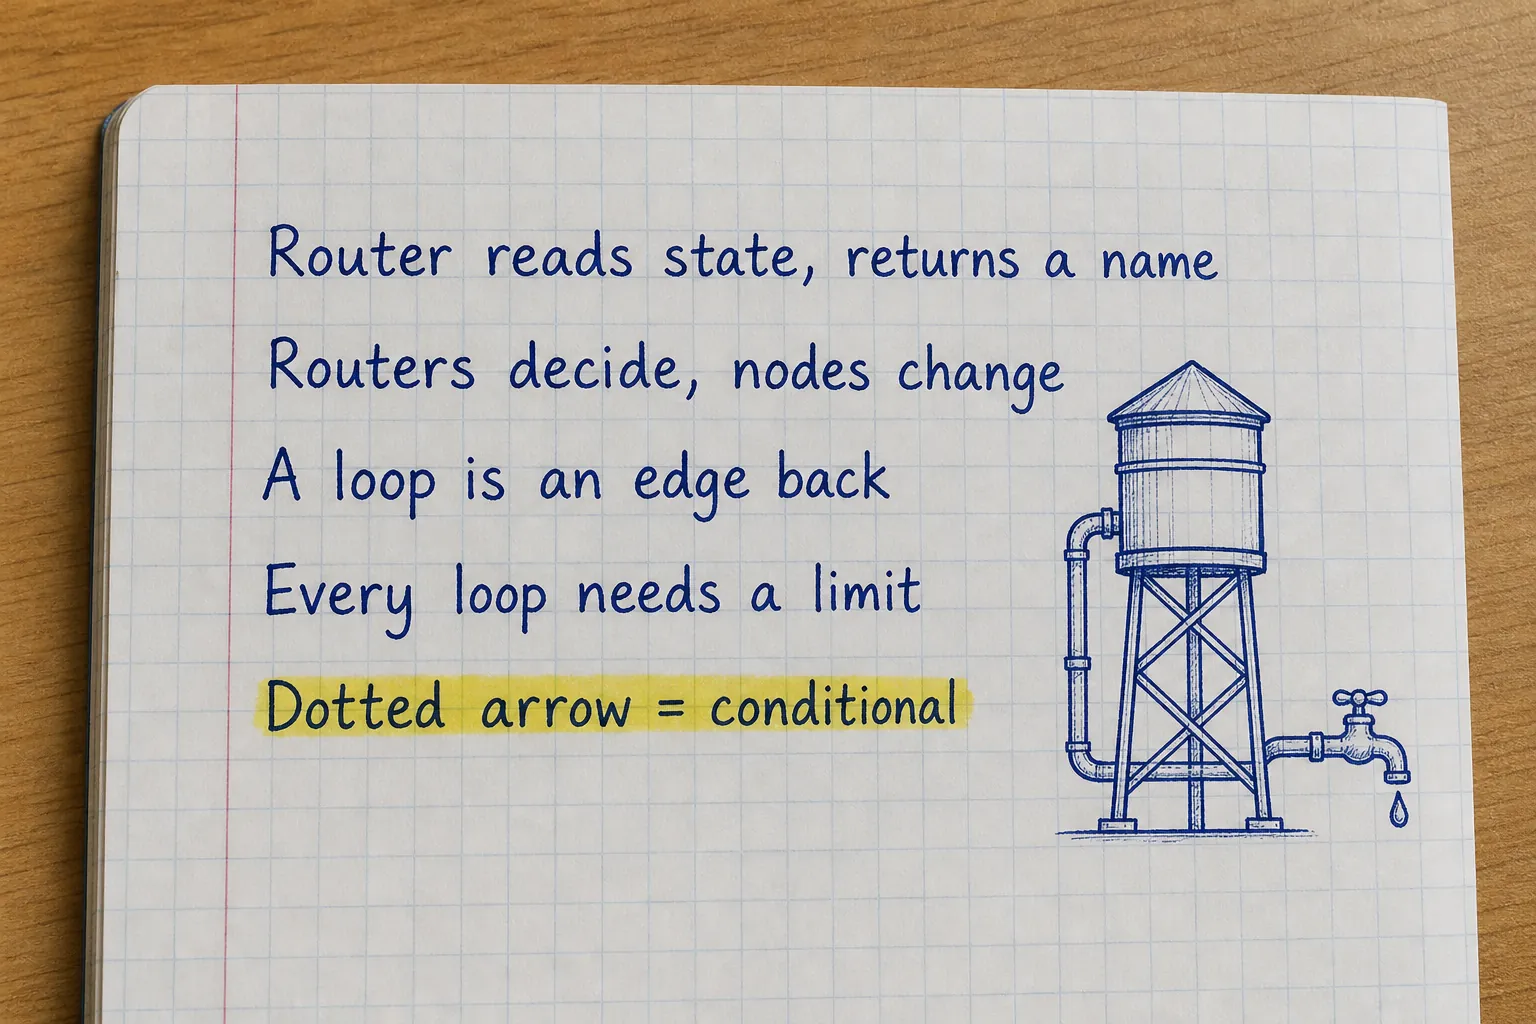 Router reads state, returns a name
Routers decide, nodes change
A loop is an edge back
Every loop needs a limit
Dotted arrow = conditional